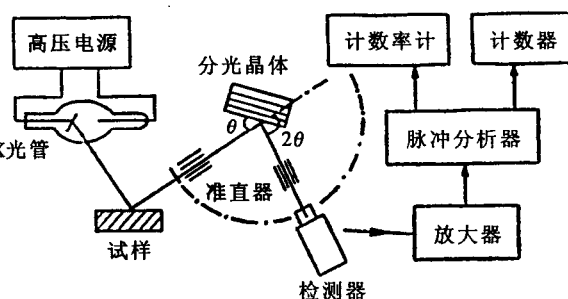 高压电源
计数率计
计数器
分光晶体
θ
2θ
X光管
脉冲分析器
准直器
试样
放大器
检测器